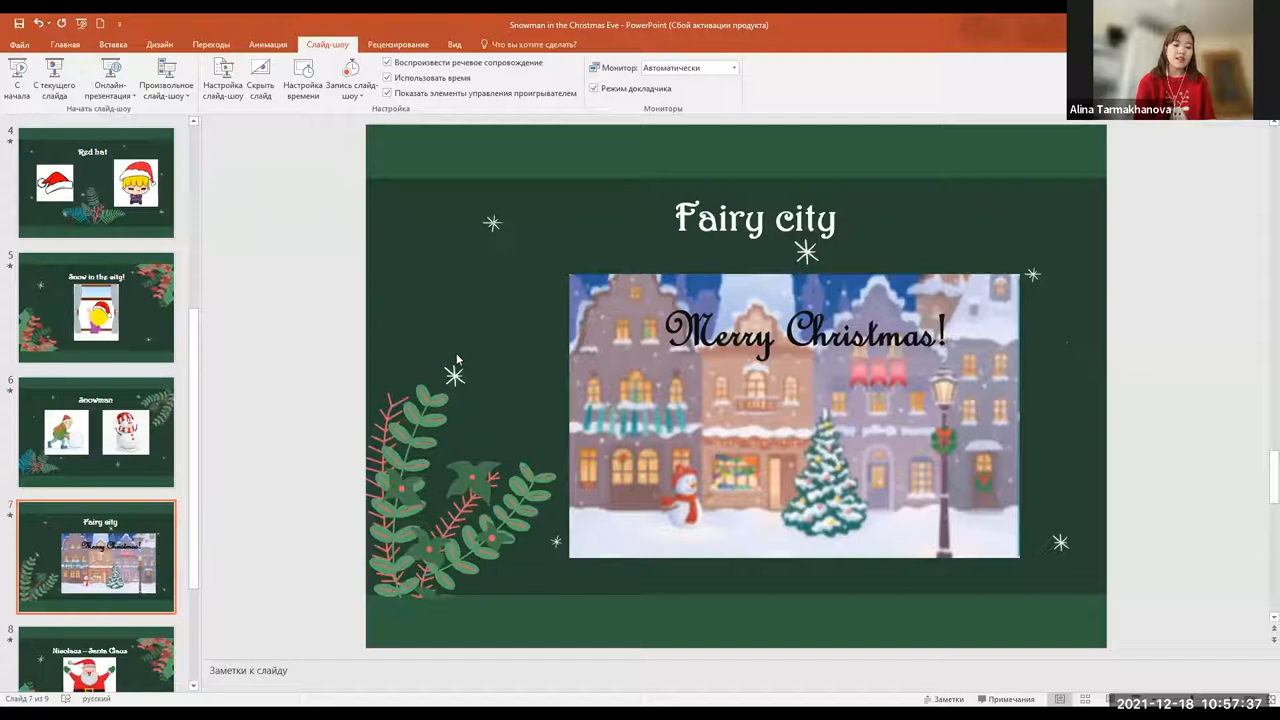 Snowman in the Christmas Eve - PowerPoint (Сбой активации продукта)
Файл Главная Вставка Дизайн Переходы Анимация Слайд-шоу Рецензирование Вид Что вы хотите сделать?
С начала
С текущего слайда
Онлайн-презентация
Произвольное слайд-шоу
Начать слайд-шоу
Настройка слайд-шоу
Скрыть слайд
Настройка времени
Запись слайд-шоу
Воспроизвести речевое сопровождение
Использовать время
Показать элементы управления проигрывателем
Настройка
Монитор: Автоматически
Режим докладчика
Мониторы
Alina Tarmakhanova
4
Red hat
5
Snow in the city!
6
Snowman
7
Fairy city
Merry Christmas!
8
Nicolaus - Santa Claus
Fairy city
Merry Christmas!
Заметки к слайду
Слайд 7 из 9 русский Заметки Примечания
2021-12-18 10:57:37